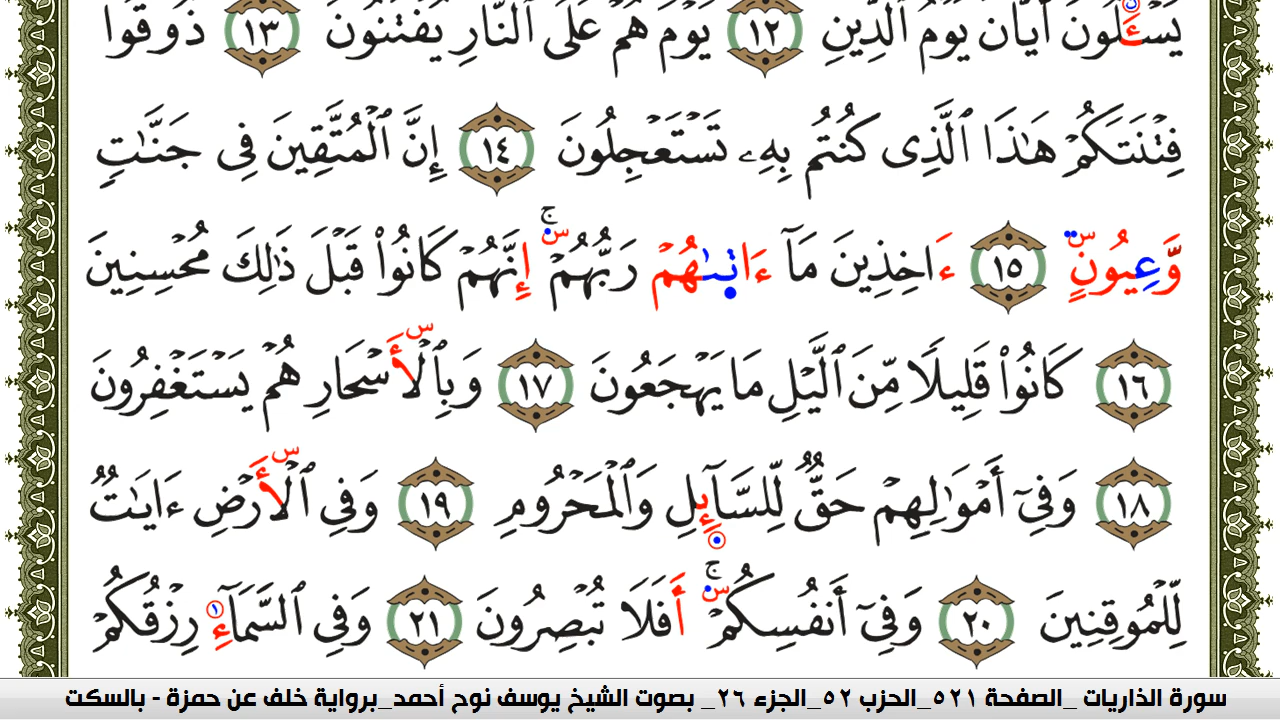 يَسْـَٔلُونَ أَيَّانَ يَوْمُ ٱلدِّينِ ١٢ يَوْمَ هُمْ عَلَى ٱلنَّارِ يُفْتَنُونَ ١٣ ذُوقُوا۟
فِتْنَتَكُمْ هَٰذَا ٱلَّذِى كُنتُم بِهِۦ تَسْتَعْجِلُونَ ١٤ إِنَّ ٱلْمُتَّقِينَ فِى جَنَّٰتٍ
وَّعِيُونٍ ١٥ ءَاخِذِينَ مَآ ءَاتَىٰهُمْ رَبُّهُمْ إِنَّهُمْ كَانُوا۟ قَبْلَ ذَٰلِكَ مُحْسِنِينَ
١٦ كَانُوا۟ قَلِيلًا مِّنَ ٱلَّيْلِ مَا يَهْجَعُونَ ١٧ وَبِٱلْأَسْحَارِ هُمْ يَسْتَغْفِرُونَ
١٨ وَفِىٓ أَمْوَٰلِهِمْ حَقٌّ لِّلسَّآئِلِ وَٱلْمَحْرُومِ ١٩ وَفِى ٱلْأَرْضِ ءَايَٰتٌ
لِّلْمُوقِنِينَ ٢٠ وَفِىٓ أَنفُسِكُمْ أَفَلَا تُبْصِرُونَ ٢١ وَفِى ٱلسَّمَآءِ رِزْقُكُمْ
سورة الذاريات _الصفحة ٥٢١_الحزب ٥٢_الجزء ٢٦_ بصوت الشيخ يوسف نوح أحمد_برواية خلف عن حمزة - بالسكت